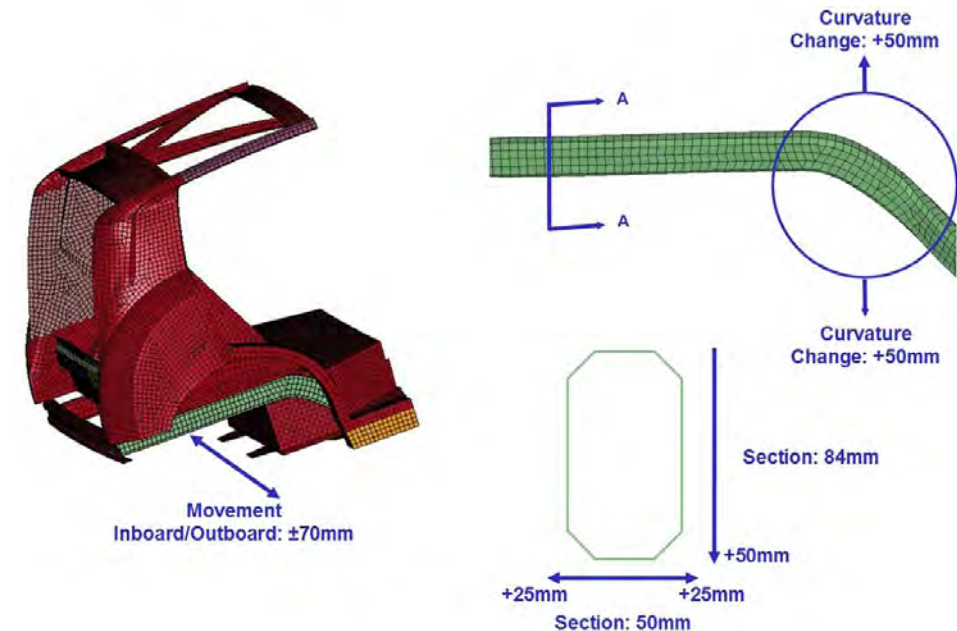 Curvature
Change: +50mm
A
A
Curvature
Change: +50mm
Movement
Inboard/Outboard: ±70mm
Section: 84mm
+50mm
+25mm
+25mm
Section: 50mm